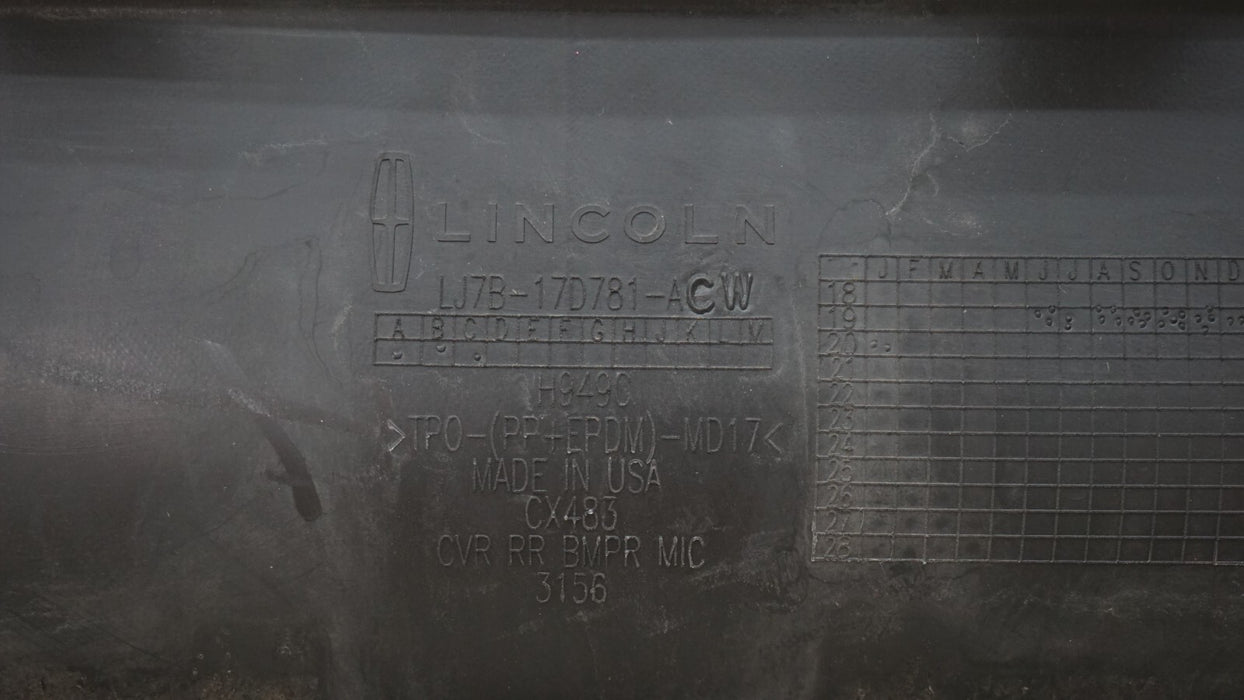 LINCOLN
LJ7B-17D781-ACW
A B C D E F G H J K L M
H949C
>TPO-(PP+EPDM)-MD17<
MADE IN USA
CX483
CVR RR BMPR MIC
3156
J F M A M J J A S O N D
18
19
20
21
22
23
24
25
26
27
28